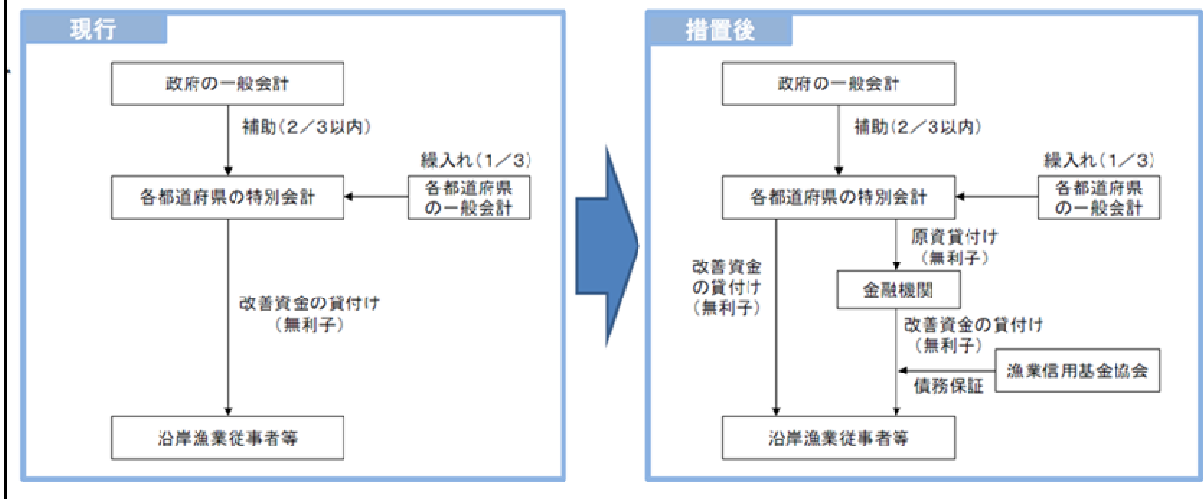 現行
政府の一般会計
補助(2/3以内)
繰入れ(1/3)
各都道府県の特別会計
各都道府県
の一般会計
改善資金の貸付け
(無利子)
沿岸漁業従事者等
措置後
政府の一般会計
補助(2/3以内)
繰入れ(1/3)
各都道府県の特別会計
各都道府県
の一般会計
原資貸付け
(無利子)
改善資金
の貸付け
(無利子)
金融機関
改善資金の貸付け
(無利子)
漁業信用基金協会
債務保証
沿岸漁業従事者等